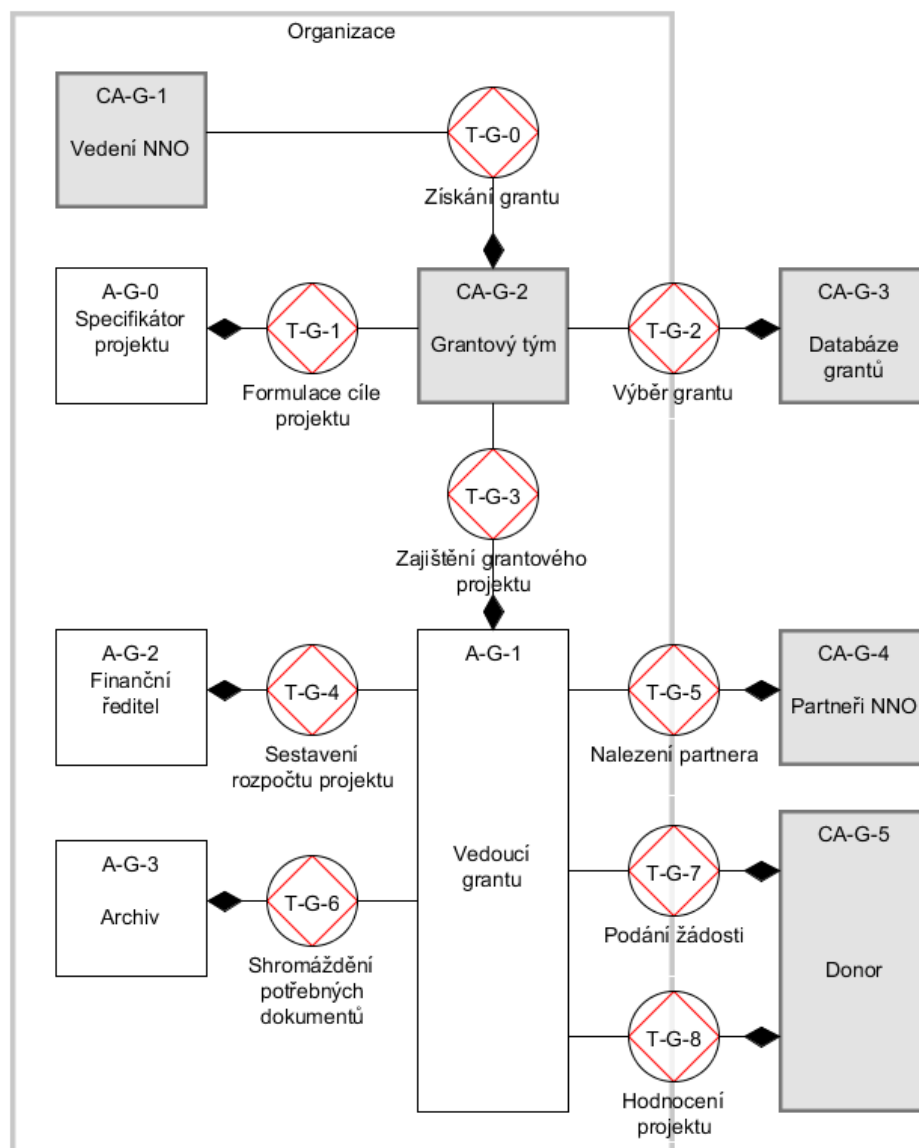 Organizace
CA-G-1
Vedení NNO
T-G-0
Získání grantu
A-G-0
Specifikátor
projektu
T-G-1
Formulace cíle
projektu
CA-G-2
Grantový tým
T-G-2
Výběr grantu
CA-G-3
Databáze
grantů
T-G-3
Zajištění grantového
projektu
A-G-2
Finanční
ředitel
T-G-4
Sestavení
rozpočtu projektu
A-G-1
Vedoucí
grantu
T-G-5
Nalezení partnera
CA-G-4
Partneři NNO
A-G-3
Archiv
T-G-6
Shromáždění
potřebných
dokumentů
T-G-7
Podání žádosti
CA-G-5
Donor
T-G-8
Hodnocení
projektu